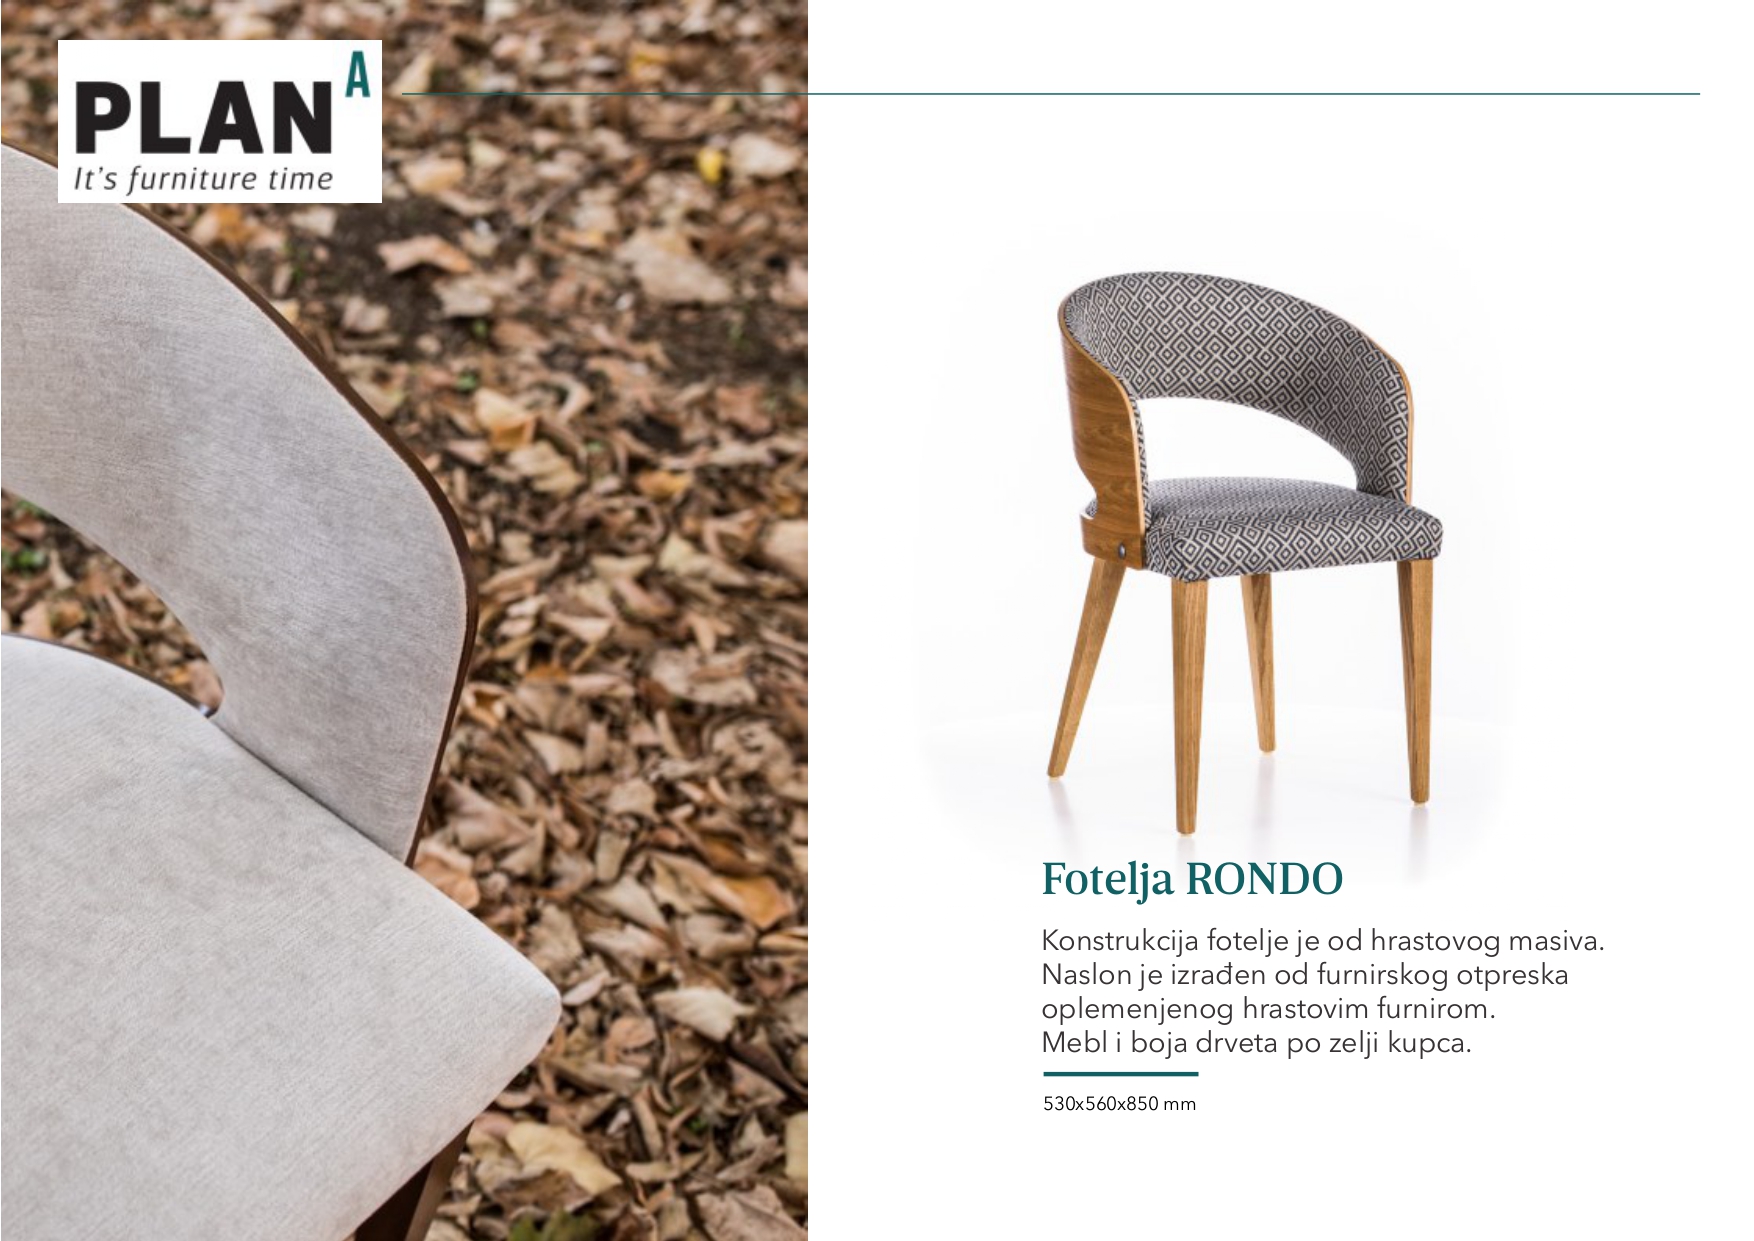 PLAN A
It's furniture time
Fotelja RONDO
Konstrukcija fotelje je od hrastovog masiva.
Naslon je izrađen od furnirskog otpreska
oplemenjenog hrastovim furnirom.
Mebl i boja drveta po zelji kupca.
530x560x850 mm